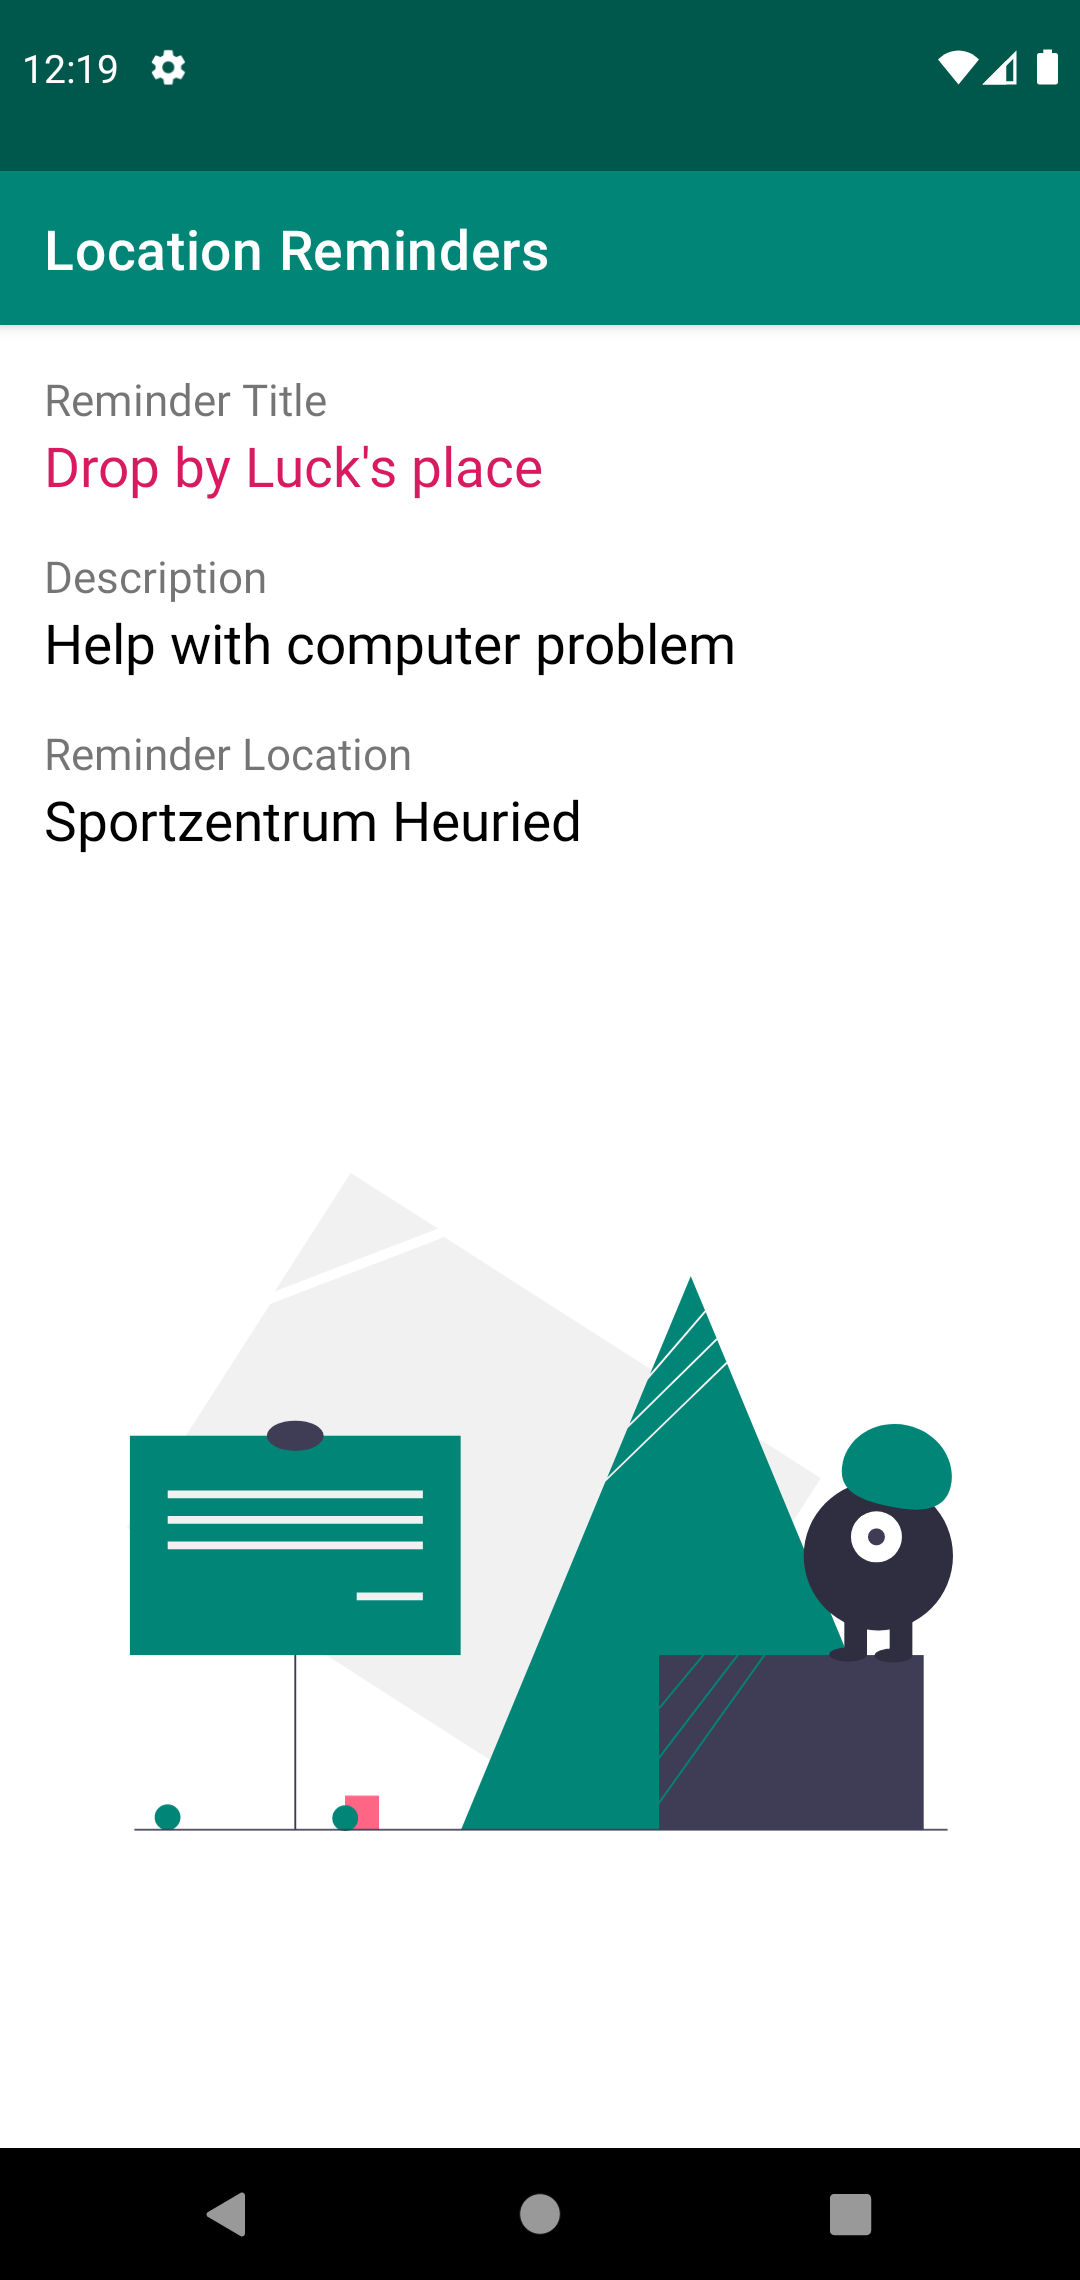 12:19
Location Reminders
Reminder Title
Drop by Luck's place
Description
Help with computer problem
Reminder Location
Sportzentrum Heuried